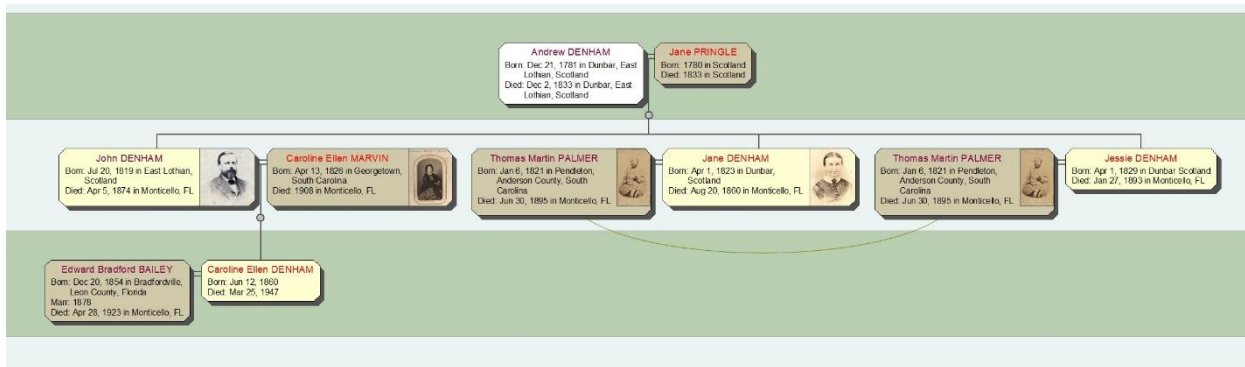 Andrew DENHAM
Born: Dec 21, 1781 in Dunbar, East
Lothian, Scotland
Died: Dec 2, 1833 in Dunbar, East
Lothian, Scotland
Jane PRINGLE
Born: 1780 in Scotland
Died: 1833 in Scotland
John DENHAM
Born: Jul 20, 1819 in East Lothian,
Scotland
Died: Apr 5, 1874 in Monticello, FL
Caroline Ellen MARVIN
Born: Apr 13, 1826 in Georgetown,
South Carolina
Died: 1908 in Monticello, FL
Thomas Martin PALMER
Born: Jan 6, 1821 in Pendleton,
Anderson County, South
Carolina
Died: Jun 30, 1895 in Monticello, FL
Jane DENHAM
Born: Apr 1, 1823 in Dunbar,
Scotland
Died: Aug 20, 1860 in Monticello, FL
Thomas Martin PALMER
Born: Jan 6, 1821 in Pendleton,
Anderson County, South
Carolina
Died: Jun 30, 1895 in Monticello, FL
Jessie DENHAM
Born: Apr 1, 1829 in Dunbar Scotland
Died: Jan 27, 1893 in Monticello, FL
Edward Bradford BAILEY
Born: Dec 20, 1854 in Bradfordville,
Leon County, Florida
Marr: 1878
Died: Apr 28, 1923 in Monticello, FL
Caroline Ellen DENHAM
Born: Jun 12, 1860
Died: Mar 25, 1947